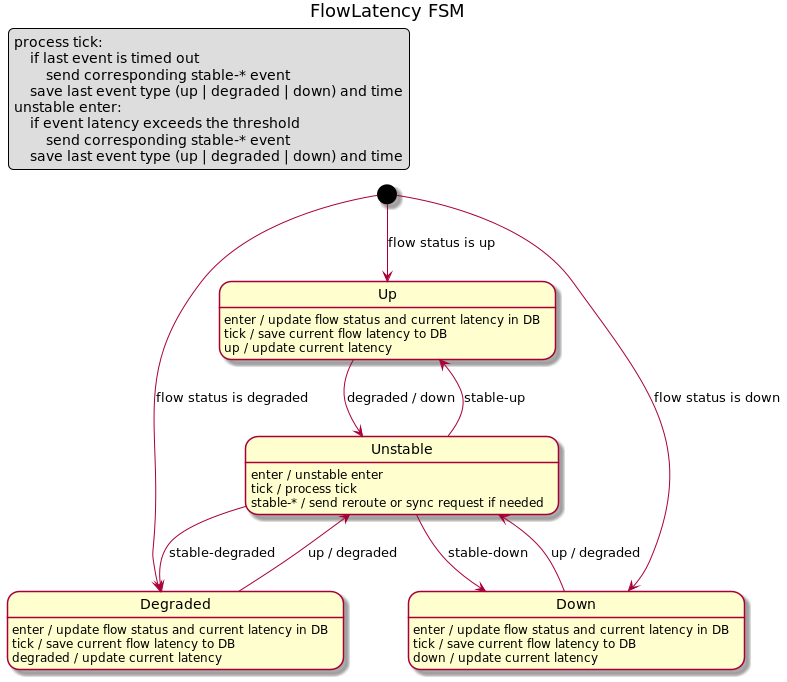 FlowLatency FSM
process tick:
if last event is timed out
send corresponding stable-* event
save last event type (up | degraded | down) and time
unstable enter:
if event latency exceeds the threshold
send corresponding stable-* event
save last event type (up | degraded | down) and time
flow status is up
Up
enter / update flow status and current latency in DB
tick / save current flow latency to DB
up / update current latency
flow status is degraded
degraded / down
stable-up
flow status is down
Unstable
enter / unstable enter
tick / process tick
stable-* / send reroute or sync request if needed
stable-degraded
up / degraded
stable-down
up / degraded
Degraded
enter / update flow status and current latency in DB
tick / save current flow latency to DB
degraded / update current latency
Down
enter / update flow status and current latency in DB
tick / save current flow latency to DB
down / update current latency